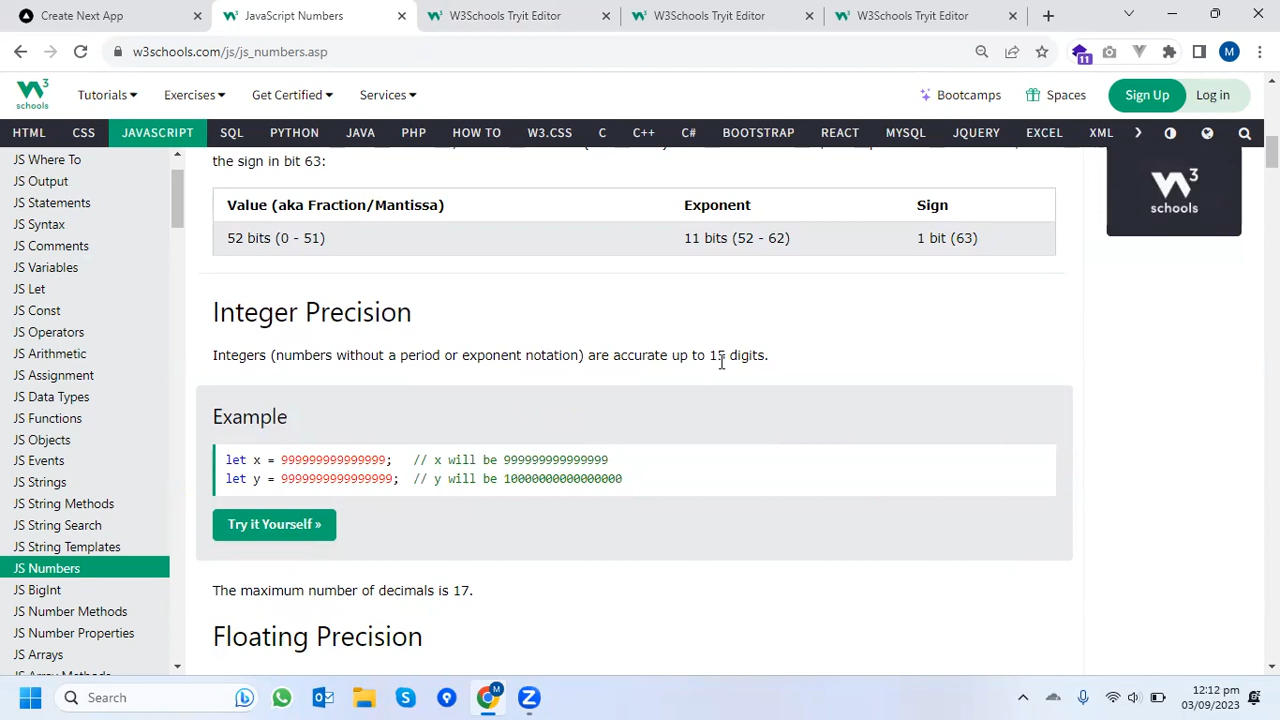 Create Next App
JavaScript Numbers
W3Schools Tryit Editor
W3Schools Tryit Editor
W3Schools Tryit Editor
w3schools.com/js/js_numbers.asp
11
M
schools
Tutorials
Exercises
Get Certified
Services
Bootcamps
Spaces
Sign Up
Log in
HTML CSS JAVASCRIPT SQL PYTHON JAVA PHP HOW TO W3.CSS C C++ C# BOOTSTRAP REACT MYSQL JQUERY EXCEL XML
JS Where To
JS Output
JS Statements
JS Syntax
JS Comments
JS Variables
JS Let
JS Const
JS Operators
JS Arithmetic
JS Assignment
JS Data Types
JS Functions
JS Objects
JS Events
JS Strings
JS String Methods
JS String Search
JS String Templates
JS Numbers
JS BigInt
JS Number Methods
JS Number Properties
JS Arrays
the sign in bit 63:
Value (aka Fraction/Mantissa) Exponent Sign
52 bits (0 - 51) 11 bits (52 - 62) 1 bit (63)
Integer Precision
Integers (numbers without a period or exponent notation) are accurate up to 15 digits.
Example
let x = 999999999999999;   // x will be 999999999999999
let y = 9999999999999999;  // y will be 10000000000000000
Try it Yourself »
The maximum number of decimals is 17.
Floating Precision
3
schools
Search
M
12:12 pm
03/09/2023